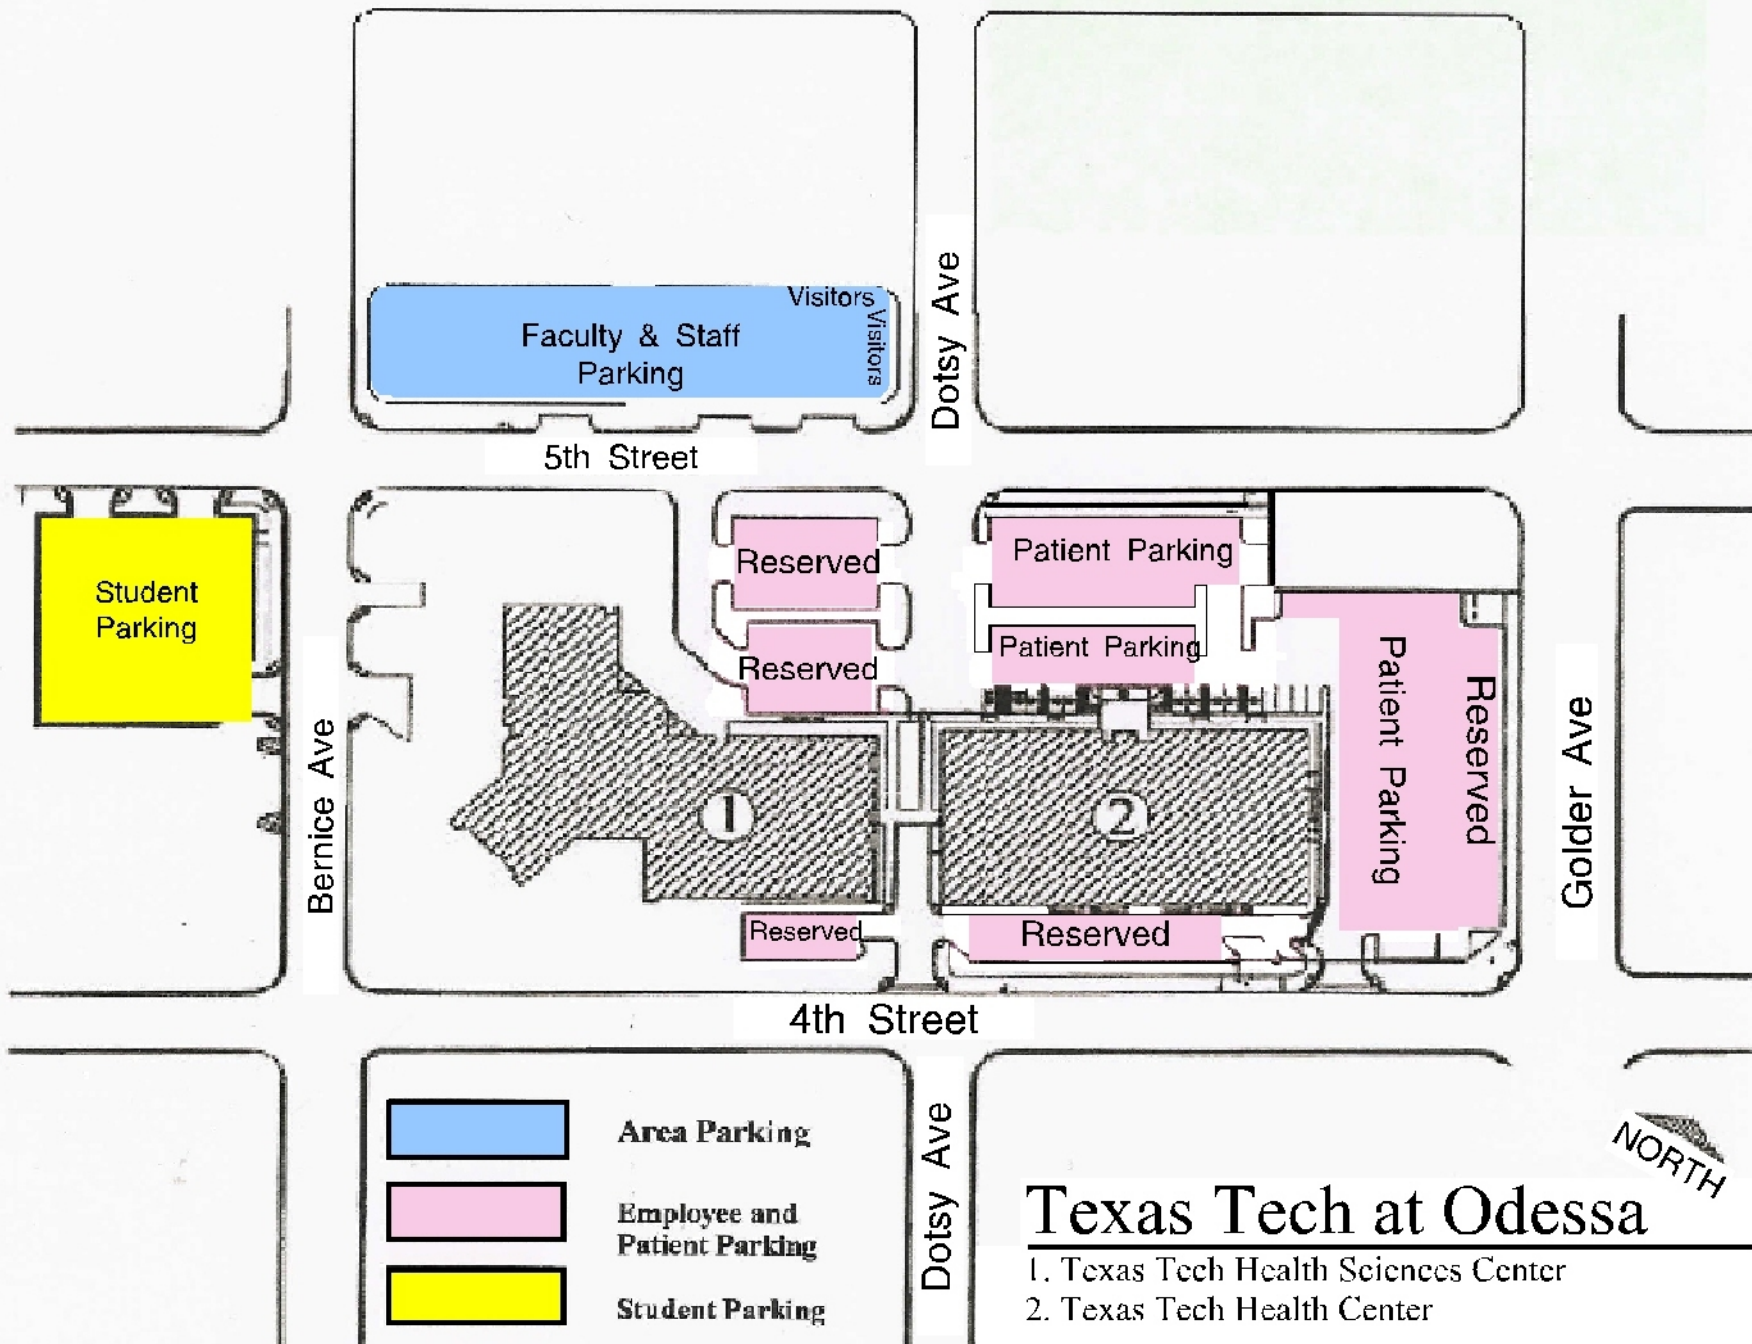 Visitors
Visitors
Faculty & Staff
Parking
Dotsy Ave
5th Street
Student
Parking
Reserved
Reserved
Patient Parking
Patient Parking
Patient Parking
Reserved
Bernice Ave
1
2
Golder Ave
Reserved
Reserved
4th Street
Area Parking
Employee and
Patient Parking
Student Parking
Dotsy Ave
NORTH
Texas Tech at Odessa
1. Texas Tech Health Sciences Center
2. Texas Tech Health Center